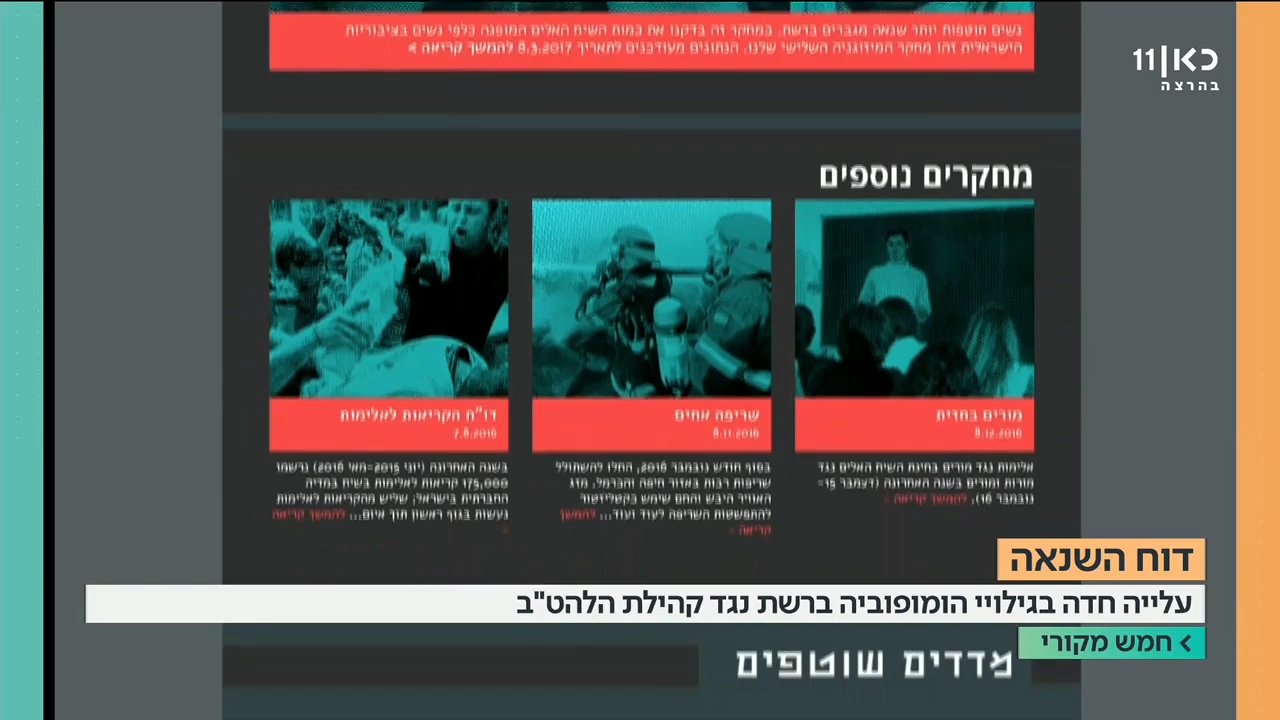 נשים חוטפות יותר שנאה מגברים ברשת. במחקר זה בדקנו את כמות השיח האלים המופנה כלפי נשים בציבוריות
הישראלית זהו מחקר המיזוגניה השלישי שלנו. הנתונים מעודכנים לתאריך 8.3.2017 להמשך קריאה >
כאן|11
בהרצה
מחקרים נוספים
מורים בחזית
8.12.2016
אלימות נגד מורים בחינת השיח האלים נגד
מורות ומורים בשנה האחרונה (דצמבר 15-
נובמבר 16). להמשך קריאה >
שריפה אחים
8.11.2016
בסוף חודש נובמבר 2016, החלו להשתולל
שריפות רבות באזור חיפה והכרמל. מזג
האוויר היבש והחם שימש כקטליזטור
להתפשטות השריפה לעוד ועוד... להמשך
קריאה >
דו"ח הקריאות לאלימות
7.8.2016
בשנה האחרונה (יוני 2015-מאי 2016) נרשמו
175,000 קריאות לאלימות בשיח במדיה
החברתית בישראל; שליש מהקריאות לאלימות
נעשות בגוף ראשון תוך איום... להמשך קריאה
>
דוח השנאה
עלייה חדה בגילויי הומופוביה ברשת נגד קהילת הלהט"ב
> חמש מקורי
מדדים שוטפים